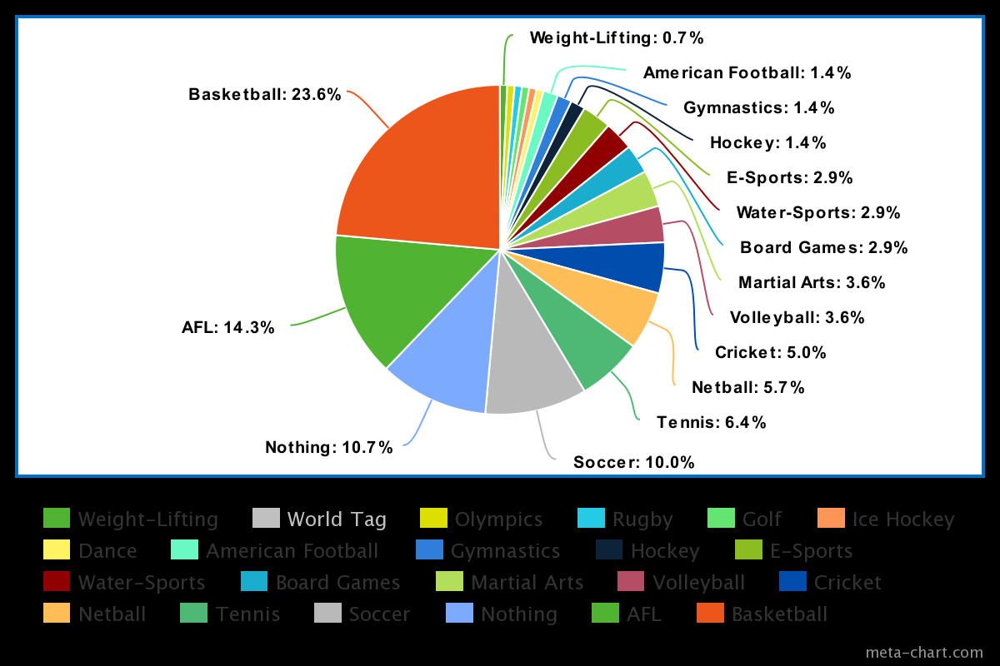 Weight-Lifting: 0.7%
American Football: 1.4%
Basketball: 23.6%
Gymnastics: 1.4%
Hockey: 1.4%
E-Sports: 2.9%
Water-Sports: 2.9%
Board Games: 2.9%
Martial Arts: 3.6%
Volleyball: 3.6%
AFL: 14.3%
Cricket: 5.0%
Netball: 5.7%
Tennis: 6.4%
Nothing: 10.7%
Soccer: 10.0%
Weight-Lifting World Tag Olympics Rugby Golf Ice Hockey
Dance American Football Gymnastics Hockey E-Sports
Water-Sports Board Games Martial Arts Volleyball Cricket
Netball Tennis Soccer Nothing AFL Basketball
meta-chart.com